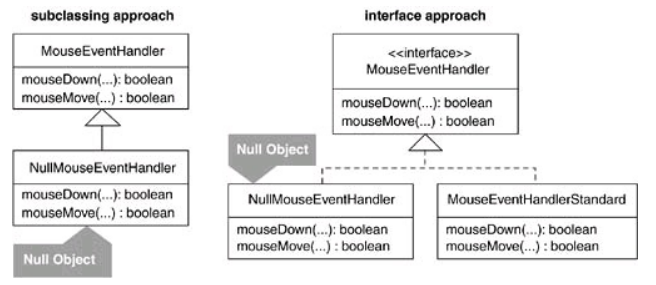 subclassing approach
MouseEventHandler
mouseDown(...): boolean
mouseMove(...) : boolean
NullMouseEventHandler
mouseDown(...): boolean
mouseMove(...) : boolean
Null Object
interface approach
<<interface>>
MouseEventHandler
mouseDown(...): boolean
mouseMove(...) : boolean
Null Object
NullMouseEventHandler
mouseDown(...): boolean
mouseMove(...) : boolean
MouseEventHandlerStandard
mouseDown(...): boolean
mouseMove(...) : boolean